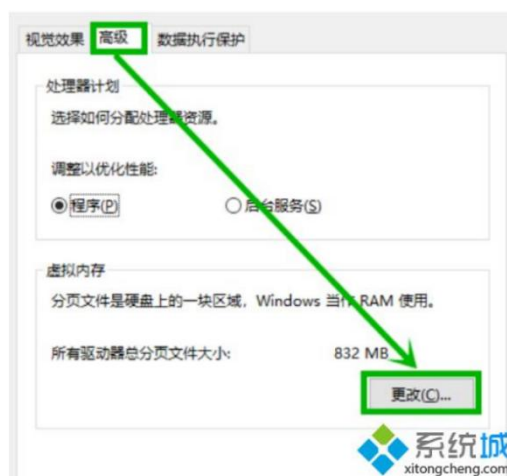 视觉效果 高级 数据执行保护
处理器计划
选择如何分配处理器资源。
调整以优化性能:
程序(P) 后台服务(S)
虚拟内存
分页文件是硬盘上的一块区域，Windows 当作 RAM 使用。
所有驱动器总分页文件大小: 832 MB
更改(C)...
系统城
xitongcheng.com